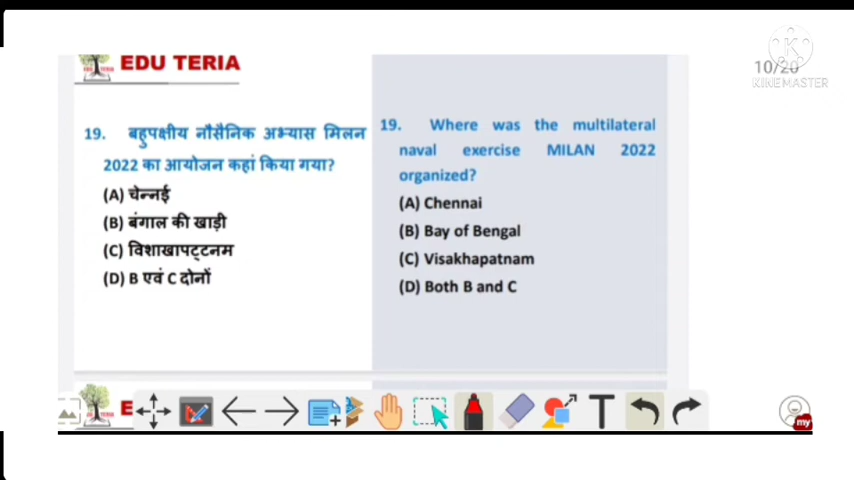 EDU TERIA
10/20
KINEMASTER
19. बहुपक्षीय नौसैनिक अभ्यास मिलन
2022 का आयोजन कहां किया गया?
(A) चेन्नई
(B) बंगाल की खाड़ी
(C) विशाखापट्टनम
(D) B एवं C दोनों
19. Where was the multilateral
naval exercise MILAN 2022
organized?
(A) Chennai
(B) Bay of Bengal
(C) Visakhapatnam
(D) Both B and C
E
T
my